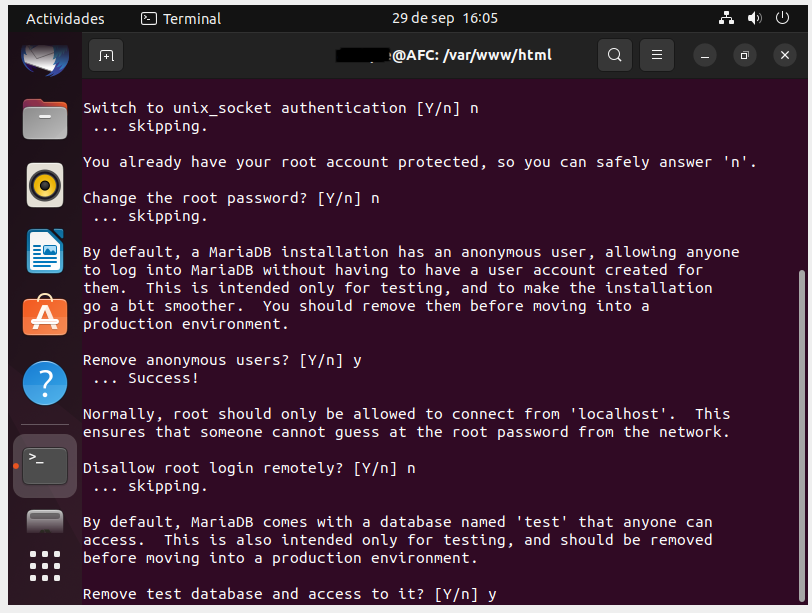 Actividades
Terminal
29 de sep 16:05
@AFC: /var/www/html
Switch to unix_socket authentication [Y/n] n
 ... skipping.
You already have your root account protected, so you can safely answer 'n'.
Change the root password? [Y/n] n
 ... skipping.
By default, a MariaDB installation has an anonymous user, allowing anyone
to log into MariaDB without having to have a user account created for
them.  This is intended only for testing, and to make the installation
go a bit smoother.  You should remove them before moving into a
production environment.
Remove anonymous users? [Y/n] y
 ... Success!
Normally, root should only be allowed to connect from 'localhost'.  This
ensures that someone cannot guess at the root password from the network.
Disallow root login remotely? [Y/n] n
 ... skipping.
By default, MariaDB comes with a database named 'test' that anyone can
access.  This is also intended only for testing, and should be removed
before moving into a production environment.
Remove test database and access to it? [Y/n] y